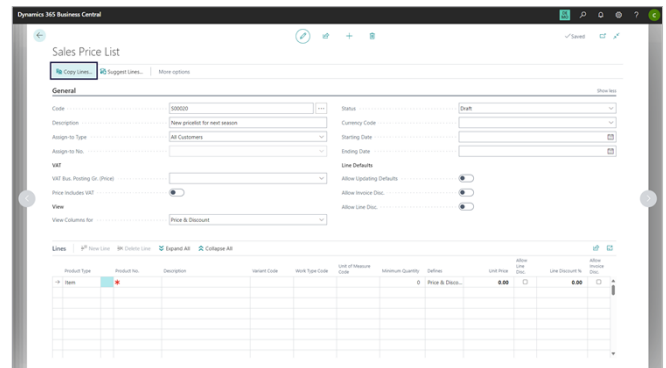 Dynamics 365 Business Central
Saved
Sales Price List
Copy Lines... Suggest Lines... More options
General Show less
Code S00020 Status Draft
Description New pricelist for next season Currency Code
Assign-to Type All Customers Starting Date
Assign-to No. Ending Date
VAT Line Defaults
VAT Bus. Posting Gr. (Price) Allow Updating Defaults
Price Includes VAT Allow Invoice Disc.
View Allow Line Disc.
View Columns for Price & Discount
Lines New Line Delete Line Expand All Collapse All
Product Type Product No. Description Variant Code Work Type Code Unit of Measure Code Minimum Quantity Defines Unit Price Allow Line Disc. Line Discount % Allow Invoice Disc.
Item 0 Price & Disco... 0.00 0.00